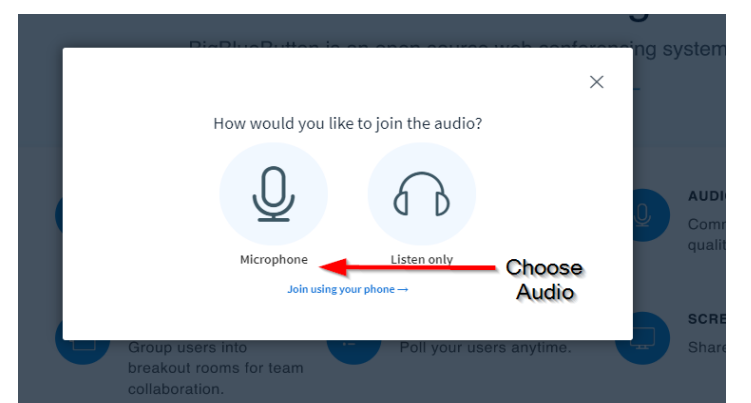 BigBlueButton is an open source web conferencing system
How would you like to join the audio?
Microphone
Listen only
Choose
Audio
Join using your phone →
AUDI
Comm
qualit
Group users into
breakout rooms for team
collaboration.
Poll your users anytime.
SCRE
Share